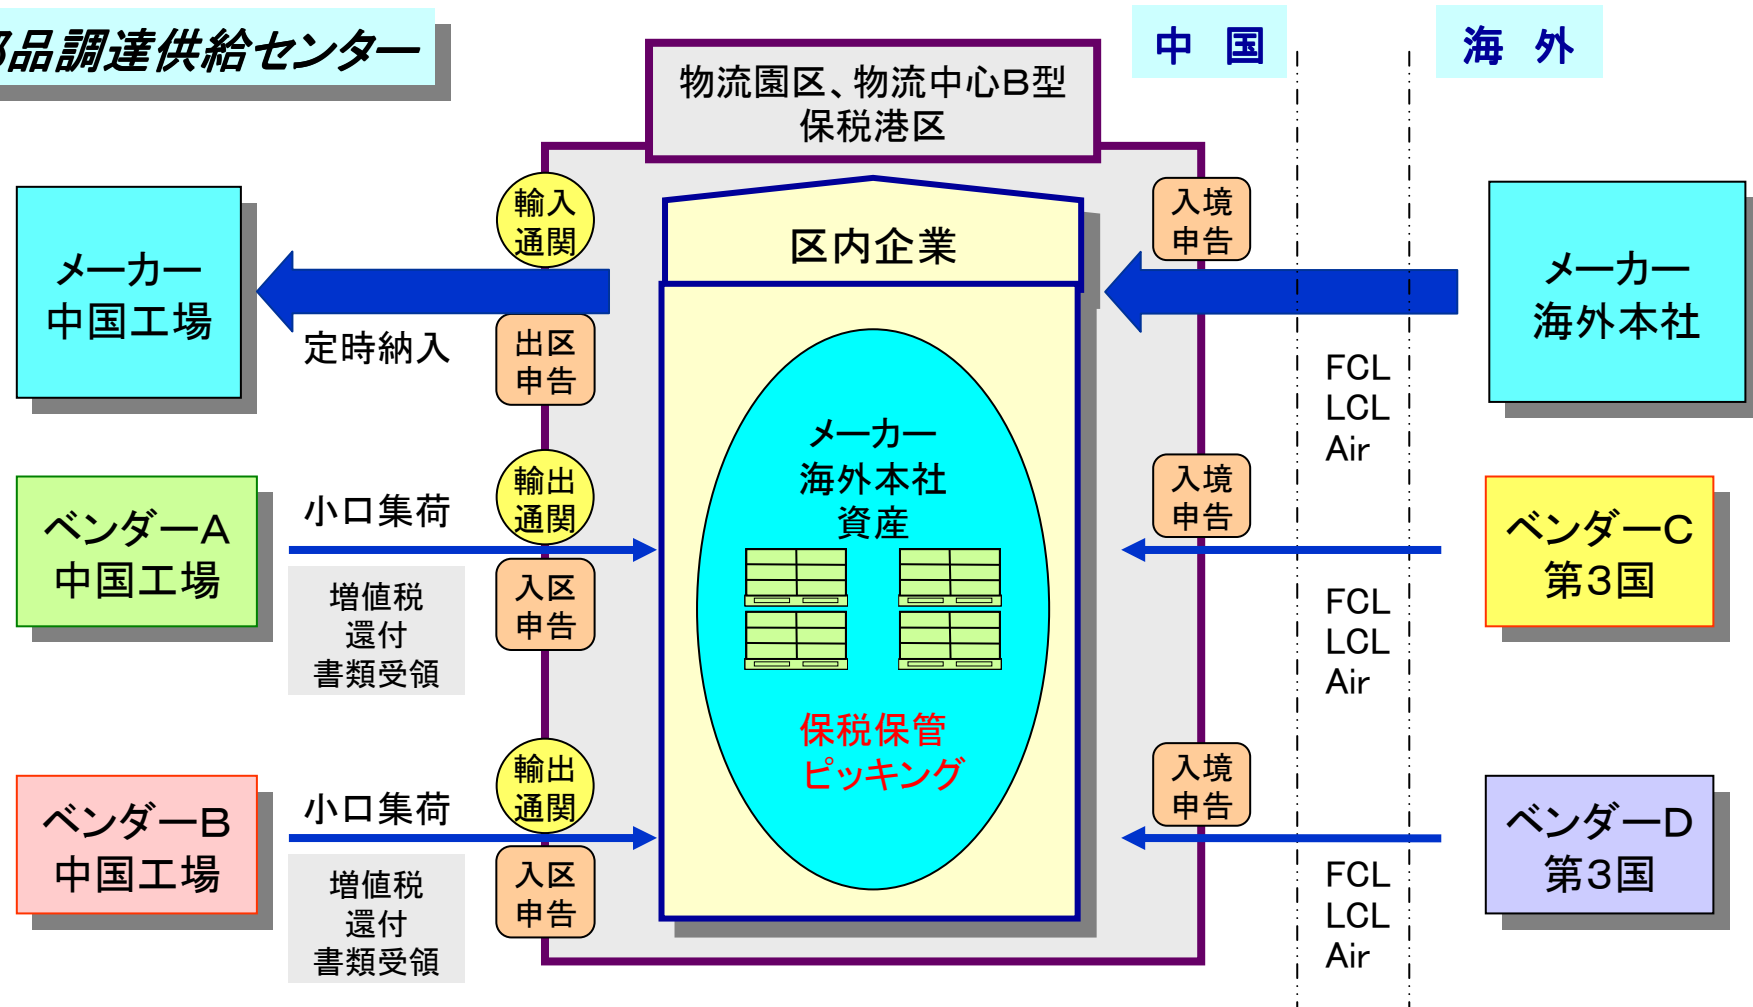 部品調達供給センター
中 国
海 外
物流園区、物流中心B型
保税港区
輸入
通関
入境
申告
区内企業
メーカー
中国工場
メーカー
海外本社
定時納入
出区
申告
FCL
LCL
Air
メーカー
海外本社
資産
ベンダーA
中国工場
小口集荷
輸出
通関
入境
申告
ベンダーC
第3国
増値税
還付
書類受領
入区
申告
FCL
LCL
Air
保税保管
ピッキング
ベンダーB
中国工場
小口集荷
輸出
通関
入境
申告
ベンダーD
第3国
増値税
還付
書類受領
入区
申告
FCL
LCL
Air